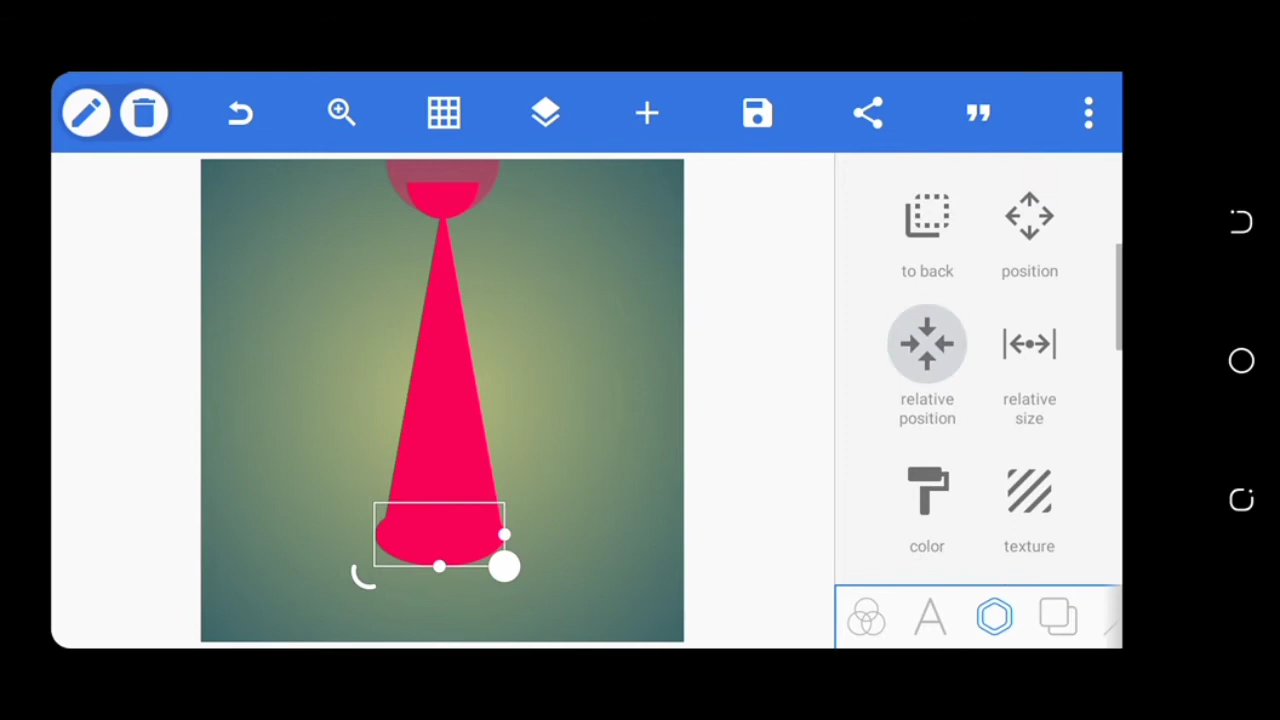 to back
position
relative
position
relative
size
color
texture